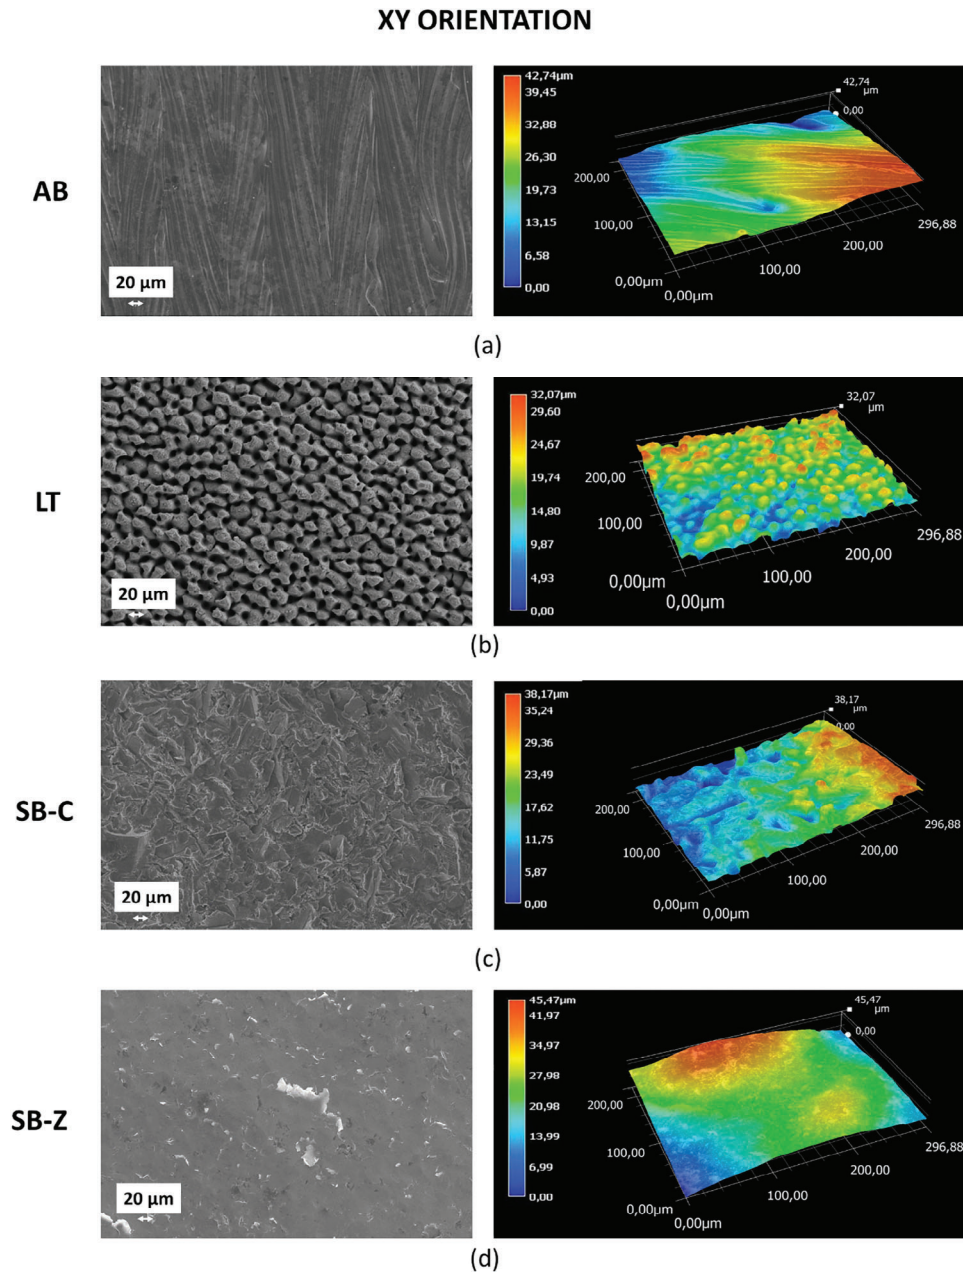 XY ORIENTATION
AB
20 µm
42,74µm
39,45
32,88
26,30
19,73
13,15
6,58
0,00
42,74
µm
0,00
200,00
100,00
0,00µm
0,00µm
100,00
200,00
296,88
(a)
LT
20 µm
32,07µm
29,60
24,67
19,74
14,80
9,87
4,93
0,00
32,07
µm
200,00
100,00
0,00µm
0,00µm
100,00
200,00
296,88
(b)
SB-C
20 µm
38,17µm
35,24
29,36
23,49
17,62
11,75
5,87
0,00
38,17
µm
0,00
200,00
100,00
0,00µm
0,00µm
100,00
200,00
296,88
(c)
SB-Z
20 µm
45,47µm
41,97
34,97
27,98
20,98
13,99
6,99
0,00
45,47
µm
0,00
200,00
100,00
0,00µm
0,00µm
100,00
200,00
296,88
(d)